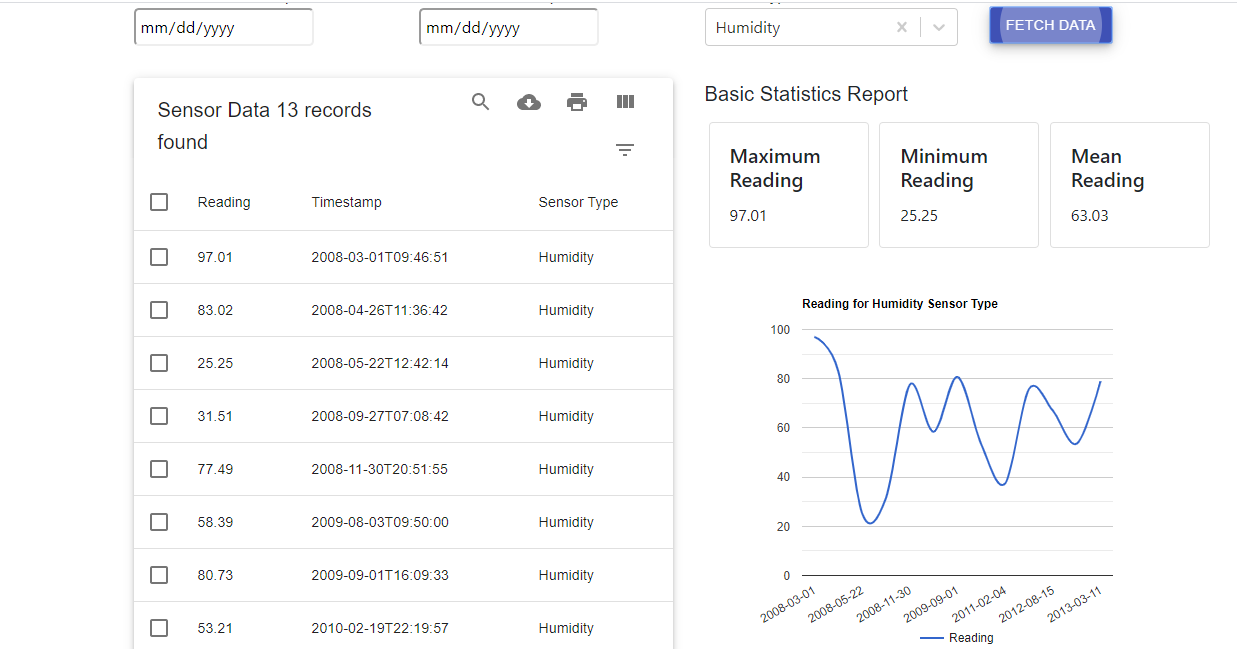 mm/dd/yyyy
mm/dd/yyyy
Humidity
FETCH DATA
Sensor Data 13 records
found
Reading Timestamp Sensor Type
97.01 2008-03-01T09:46:51 Humidity
83.02 2008-04-26T11:36:42 Humidity
25.25 2008-05-22T12:42:14 Humidity
31.51 2008-09-27T07:08:42 Humidity
77.49 2008-11-30T20:51:55 Humidity
58.39 2009-08-03T09:50:00 Humidity
80.73 2009-09-01T16:09:33 Humidity
53.21 2010-02-19T22:19:57 Humidity
Basic Statistics Report
Maximum
Reading
97.01
Minimum
Reading
25.25
Mean
Reading
63.03
Reading for Humidity Sensor Type
100
80
60
40
20
0
2008-03-01
2008-05-22
2008-11-30
2009-09-01
2011-02-04
2012-08-15
2013-03-11
Reading